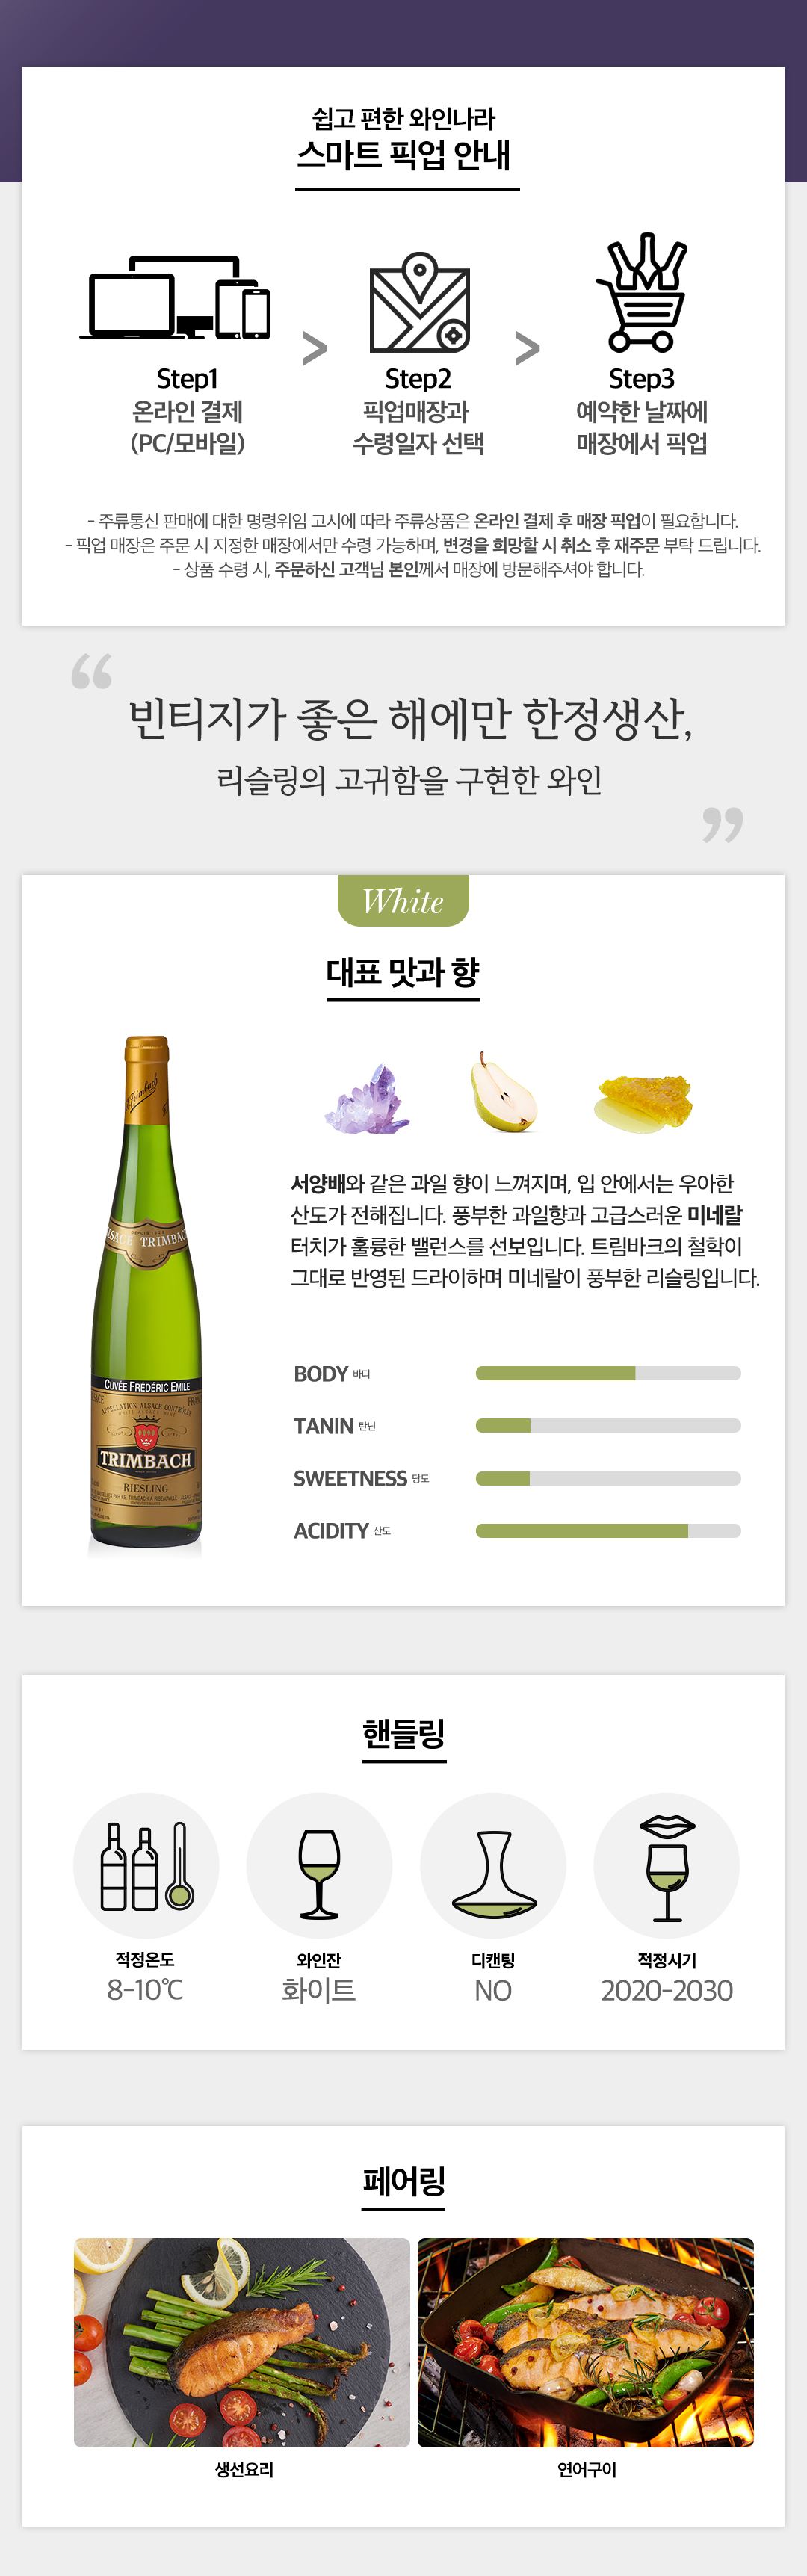 쉽고 편한 와인나라
스마트 픽업 안내
Step1
온라인 결제
(PC/모바일)
>
Step2
픽업매장과
수령일자 선택
>
Step3
예약한 날짜에
매장에서 픽업
- 주류통신 판매에 대한 명령위임 고시에 따라 주류상품은 온라인 결제 후 매장 픽업이 필요합니다.
- 픽업 매장은 주문 시 지정한 매장에서만 수령 가능하며, 변경을 희망할 시 취소 후 재주문 부탁 드립니다.
- 상품 수령 시, 주문하신 고객님 본인께서 매장에 방문해주셔야 합니다.
“
빈티지가 좋은 해에만 한정생산,
리슬링의 고귀함을 구현한 와인
”
White
대표 맛과 향
Trimbach
ALSACE TRIMBAC
CUVÉE FRÉDÉRIC EMILE
APPELLATION ALSACE CONTRÔLÉE
TRIMBACH
RIESLING
서양배와 같은 과일 향이 느껴지며, 입 안에서는 우아한
산도가 전해집니다. 풍부한 과일향과 고급스러운 미네랄
터치가 훌륭한 밸런스를 선보입니다. 트림바크의 철학이
그대로 반영된 드라이하며 미네랄이 풍부한 리슬링입니다.
BODY 바디
TANIN 탄닌
SWEETNESS 당도
ACIDITY 산도
핸들링
적정온도
8-10℃
와인잔
화이트
디캔팅
NO
적정시기
2020-2030
페어링
생선요리
연어구이